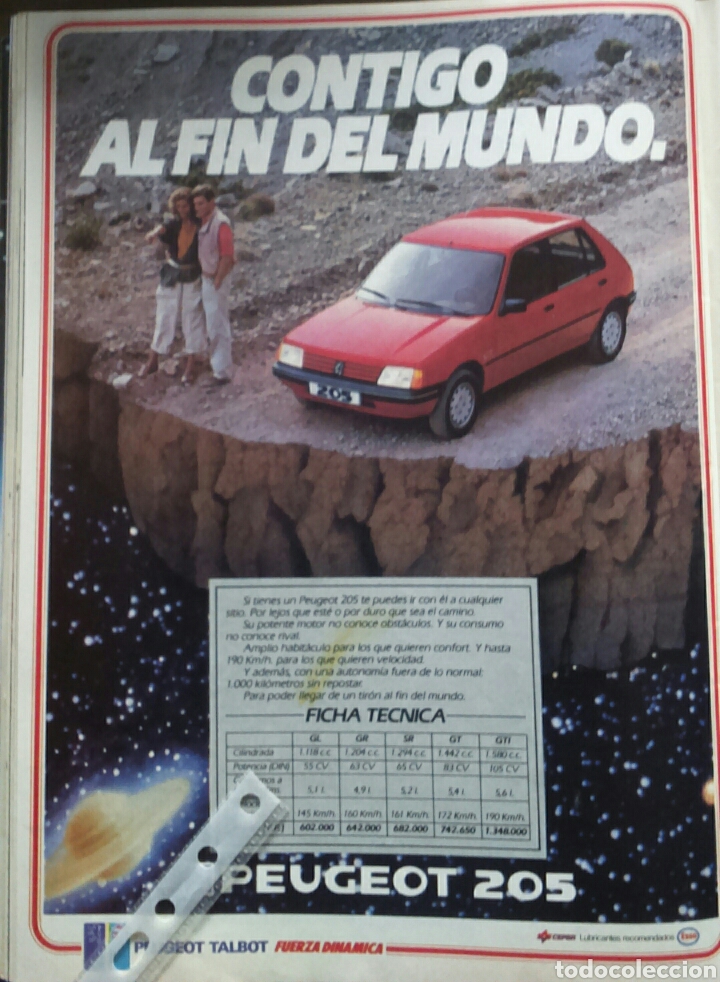 CONTIGO
AL FIN DEL MUNDO.
205
Si tienes un Peugeot 205 te puedes ir con él a cualquier
sitio. Por lejos que esté o por duro que sea el camino.
Su potente motor no conoce obstáculos. Y su consumo
no conoce rival.
Amplio habitáculo para los que quieren confort. Y hasta
190 Km/h. para los que quieren velocidad.
Y además, con una autonomía fuera de lo normal:
1.000 kilómetros sin repostar.
Para poder llegar de un tirón al fin del mundo.
FICHA TECNICA
GL GR SR GT GTI
Cilindrada 1.118 c.c. 1.204 c.c. 1.294 c.c. 1.442 c.c. 1.580 c.c.
Potencia (DIN) 55 CV 63 CV 65 CV 83 CV 105 CV
5,1 l. 4,9 l. 5,2 l. 5,4 l. 5,6 l.
145 Km/h. 160 Km/h. 161 Km/h. 172 Km/h. 190 Km/h.
602.000 642.000 682.000 742.650 1.348.000
PEUGEOT 205
PEUGEOT TALBOT FUERZA DINAMICA
CEPSA Lubricantes recomendados Esso
todocoleccion